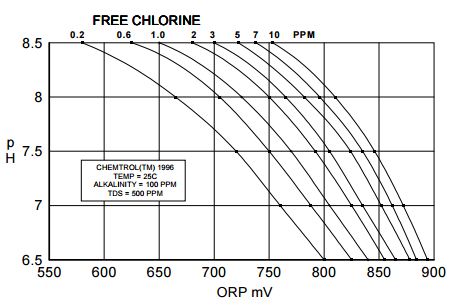 FREE CHLORINE
0.2 0.6 1.0 2 3 5 7 10 PPM
8.5
8
p
H
7.5
CHEMTROL(TM) 1996
TEMP = 25C
ALKALINITY = 100 PPM
TDS = 500 PPM
7
6.5
550 600 650 700 750 800 850 900
ORP mV